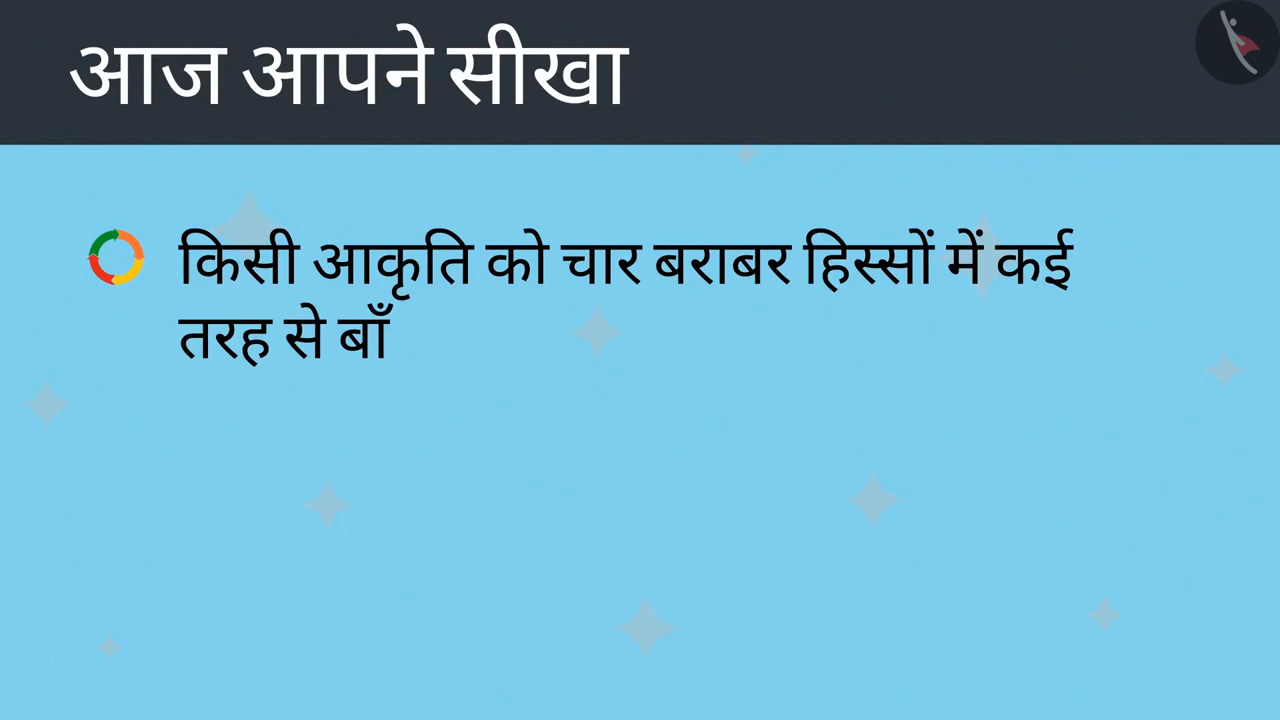 आज आपने सीखा
किसी आकृति को चार बराबर हिस्सों में कई
तरह से बाँ